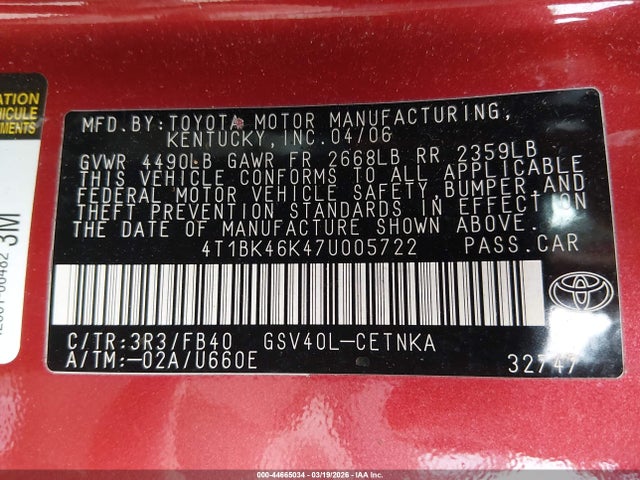 MFD.BY:TOYOTA MOTOR MANUFACTURING,
KENTUCKY,INC.04/06
GVWR 4490LB GAWR FR 2668LB RR 2359LB
THIS VEHICLE CONFORMS TO ALL APPLICABLE
FEDERAL MOTOR VEHICLE SAFETY, BUMPER,AND
THEFT PREVENTION STANDARDS IN EFFECT ON
THE DATE OF MANUFACTURE SHOWN ABOVE.
4T1BK46K47U005722 PASS.CAR
C/TR:3R3/FB40 GSV40L-CETNKA
A/TM:-02A/U660E 32747
3M
000-44665034 | 03/19/2026 | IAA Inc.